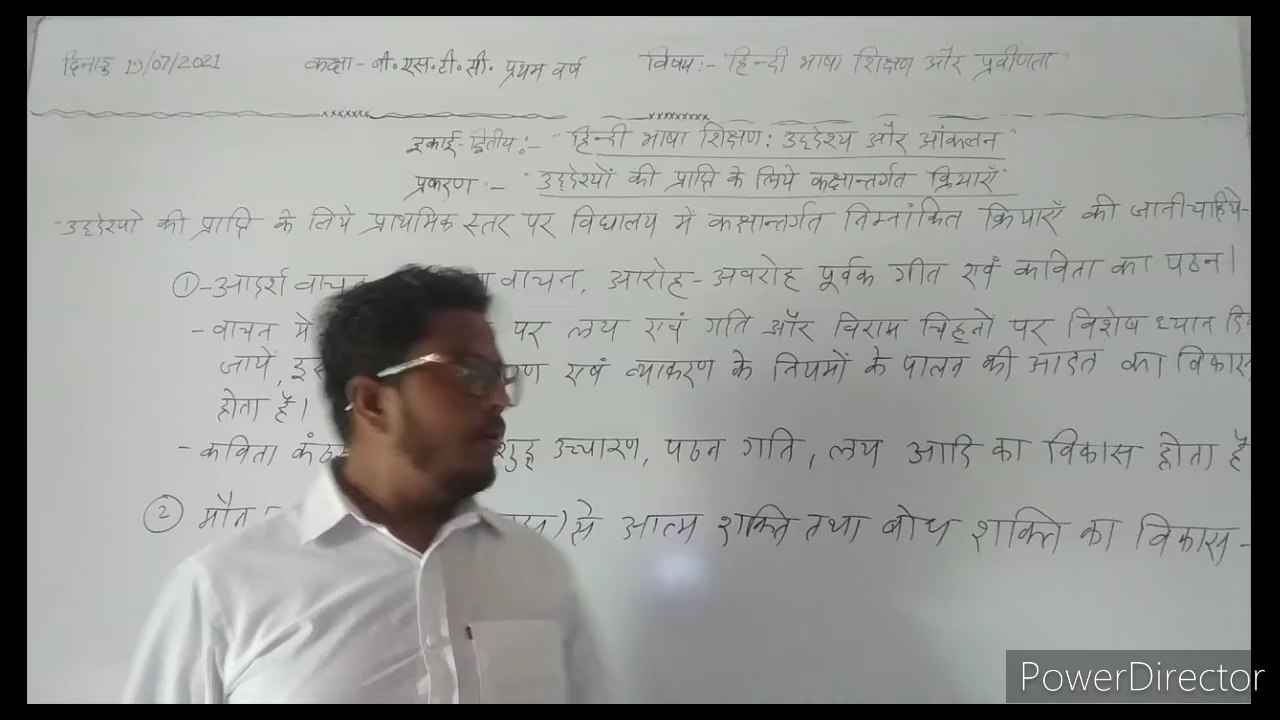 दिनाङ्क 19/07/2021 कक्षा - बी.एस.टी.सी. प्रथम वर्ष विषय:- "हिन्दी भाषा शिक्षण और प्रवीणता"
xxxxxx xxxxxxxx
इकाई-द्वितीय:- "हिन्दी भाषा शिक्षण: उद्देश्य और आंकलन"
प्रकरण:- "उद्देश्यों की प्राप्ति के लिये कक्षान्तर्गत क्रियाएँ"
उद्देश्यों की प्राप्ति के लिये प्राथमिक स्तर पर विद्यालय में कक्षान्तर्गत निम्नांकित क्रियाएँ की जानी चाहिये-
①-आदर्श वाचन वाचन, आरोह-अवरोह पूर्वक गीत एवं कविता का पठन।
- वाचन में पर लय एवं गति और विराम चिह्नों पर विशेष ध्यान
जायें, एवं व्याकरण के नियमों के पालन की आदत का विकास
होता है।
- कविता शुद्ध उच्चारण, पठन गति, लय आदि का विकास होता है
② मौन से आत्म शक्ति तथा बोध शक्ति का विकास -
PowerDirector